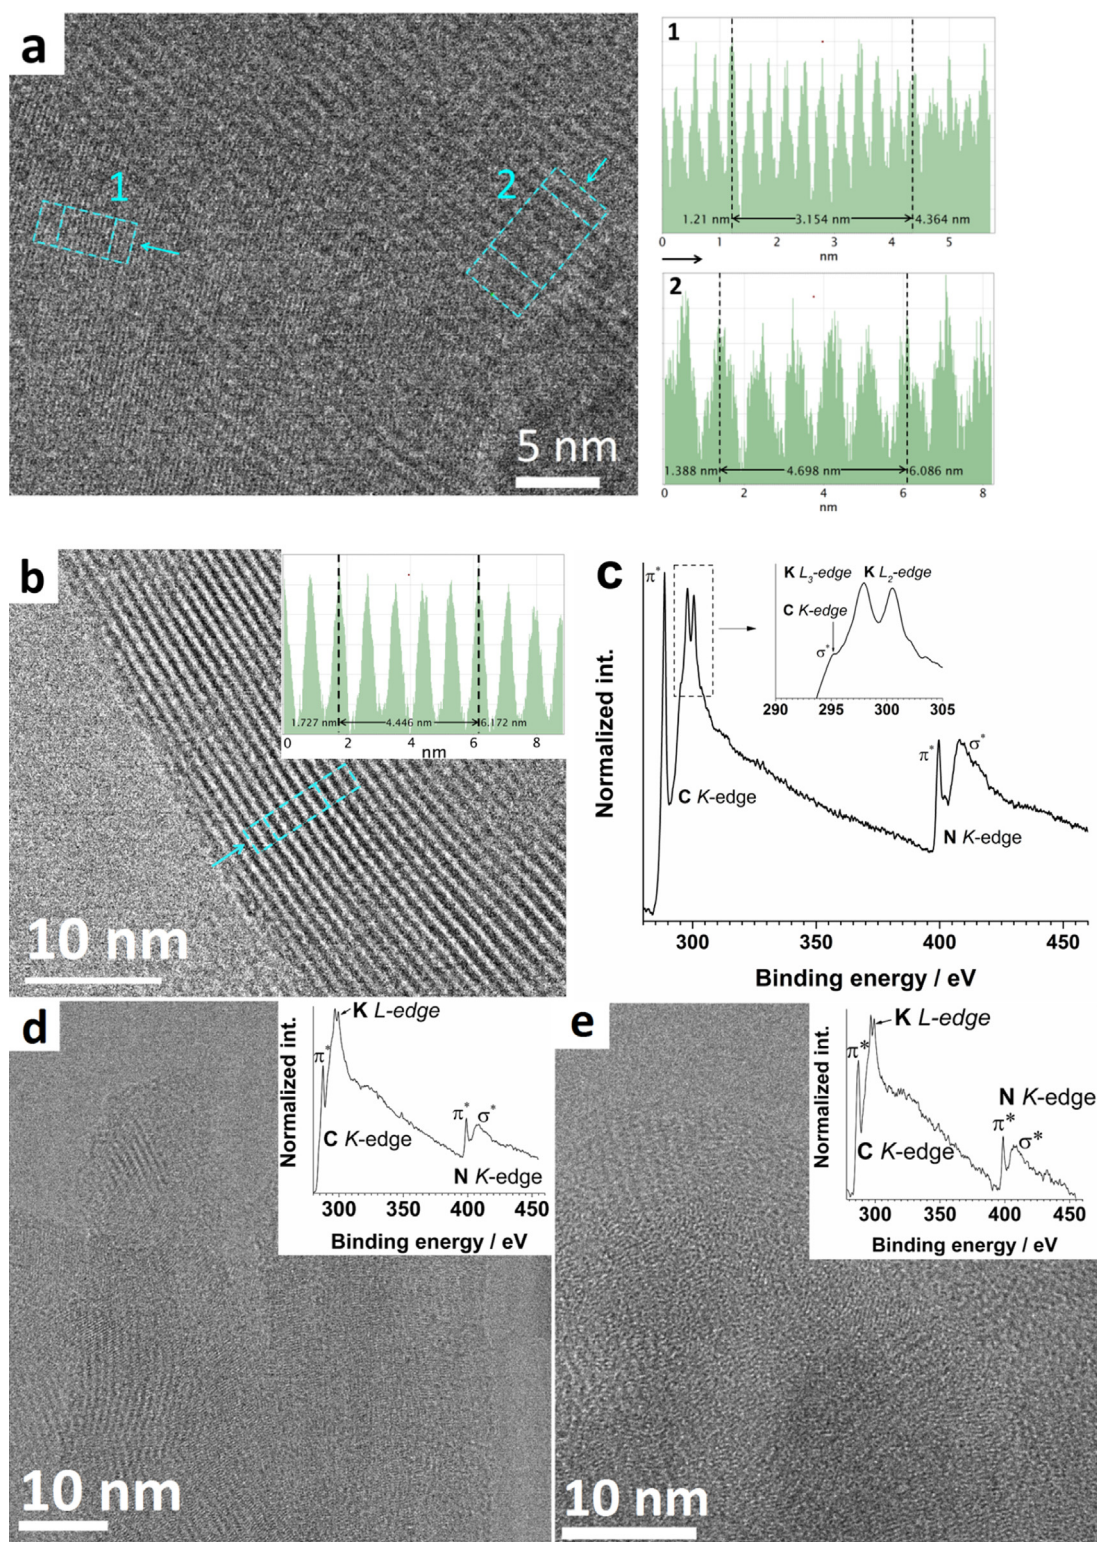 a
1
2
5 nm
1
1.21 nm
3.154 nm
4.364 nm
0 1 2 3 4 5
nm
2
1.388 nm
4.698 nm
6.086 nm
0 2 4 6 8
nm
b
1.727 nm
4.446 nm
6.172 nm
0 2 4 6 8
nm
10 nm
c
Normalized int.
π*
C K-edge
π*
σ*
N K-edge
300 350 400 450
Binding energy / eV
K L3-edge K L2-edge
C K-edge
σ*
290 295 300 305
d
10 nm
Normalized int.
K L-edge
π*
C K-edge
π*
σ*
N K-edge
300 350 400 450
Binding energy / eV
e
10 nm
Normalized int.
K L-edge
π*
C K-edge
N K-edge
π*
σ*
300 350 400 450
Binding energy / eV